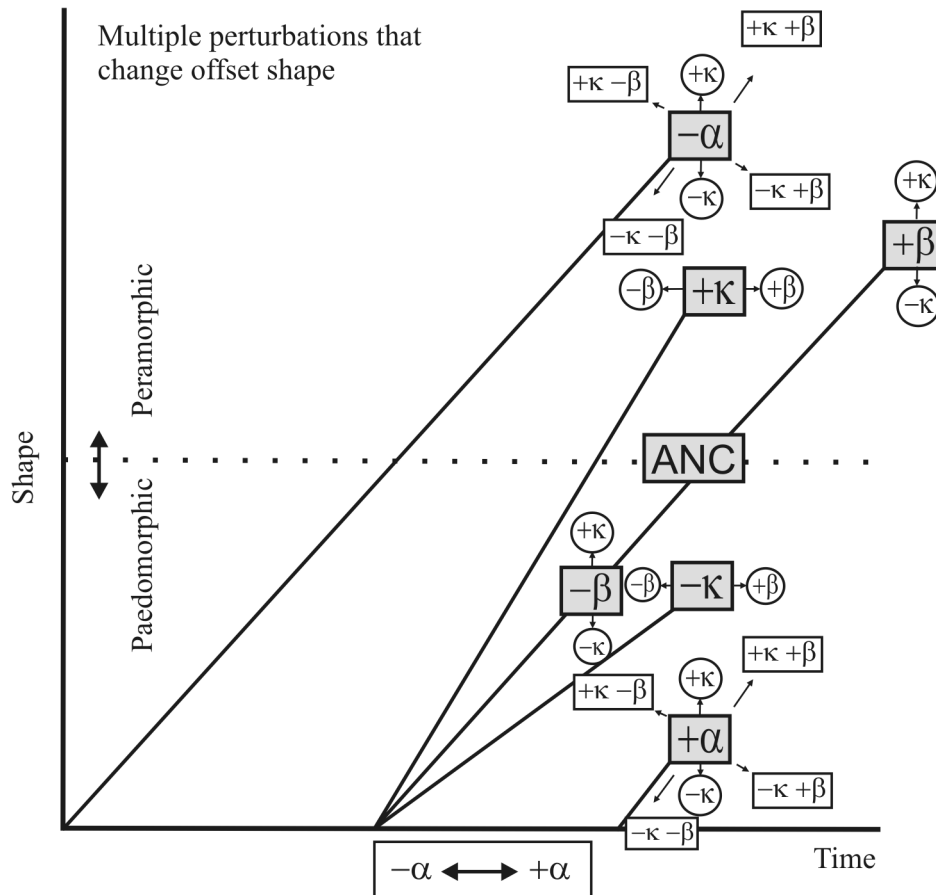 Multiple perturbations that
change offset shape
+κ +β
+κ −β
+κ
−α
−κ +β
−κ
−κ −β
+κ
+β
−κ
−β
+κ
+β
Peramorphic
Shape
ANC
Paedomorphic
+κ
−β
−β
−κ
+β
−κ
+κ −β
+κ
+κ +β
+α
−κ +β
−κ
−κ −β
Time
−α +α